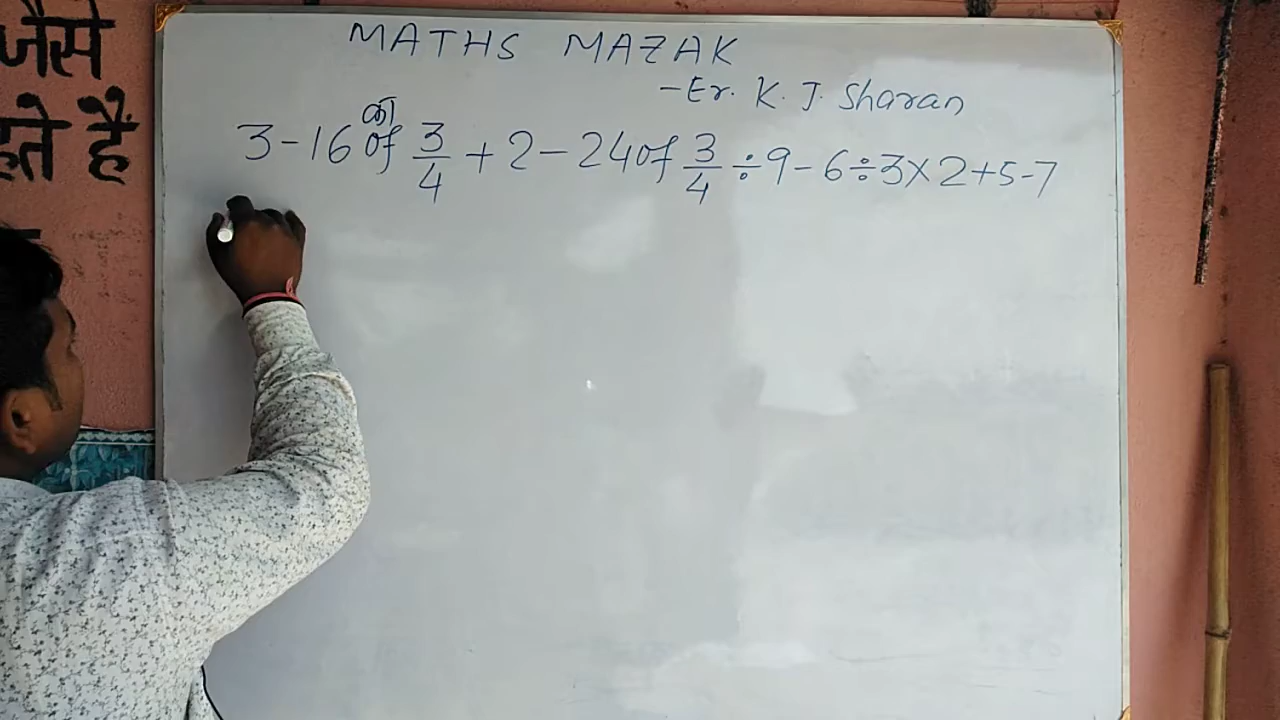 जैसे
हते हैं
MATHS MAZAK
-Er. K. J. Sharan
का
3-16 of 3/4 + 2 - 24 of 3/4 ÷ 9 - 6 ÷ 3 × 2 + 5 - 7